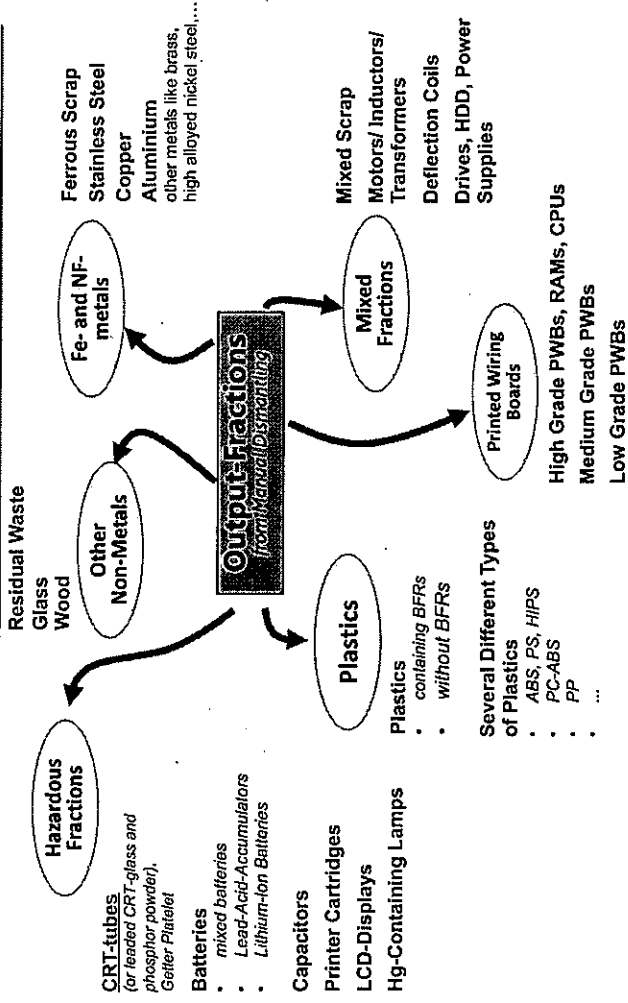 Residual Waste
Glass
Wood
Other
Non-Metals
Fe- and NF-
metals
Ferrous Scrap
Stainless Steel
Copper
Aluminium
other metals like brass,
high alloyed nickel steel,...
Hazardous
Fractions
CRT-tubes
(or leaded CRT-glass and
phosphor powder),
Getter Platelet
Batteries
• mixed batteries
• Lead-Acid-Accumulators
• Lithium-Ion Batteries
Capacitors
Printer Cartridges
LCD-Displays
Hg-Containing Lamps
Output-Fractions
from Manual Dismantling
Plastics
Plastics
• containing BFRs
• without BFRs
Several Different Types
of Plastics
• ABS, PS, HIPS
• PC-ABS
• PP
• ...
Printed Wiring
Boards
High Grade PWBs, RAMs, CPUs
Medium Grade PWBs
Low Grade PWBs
Mixed
Fractions
Mixed Scrap
Motors/ Inductors/
Transformers
Deflection Coils
Drives, HDD, Power
Supplies